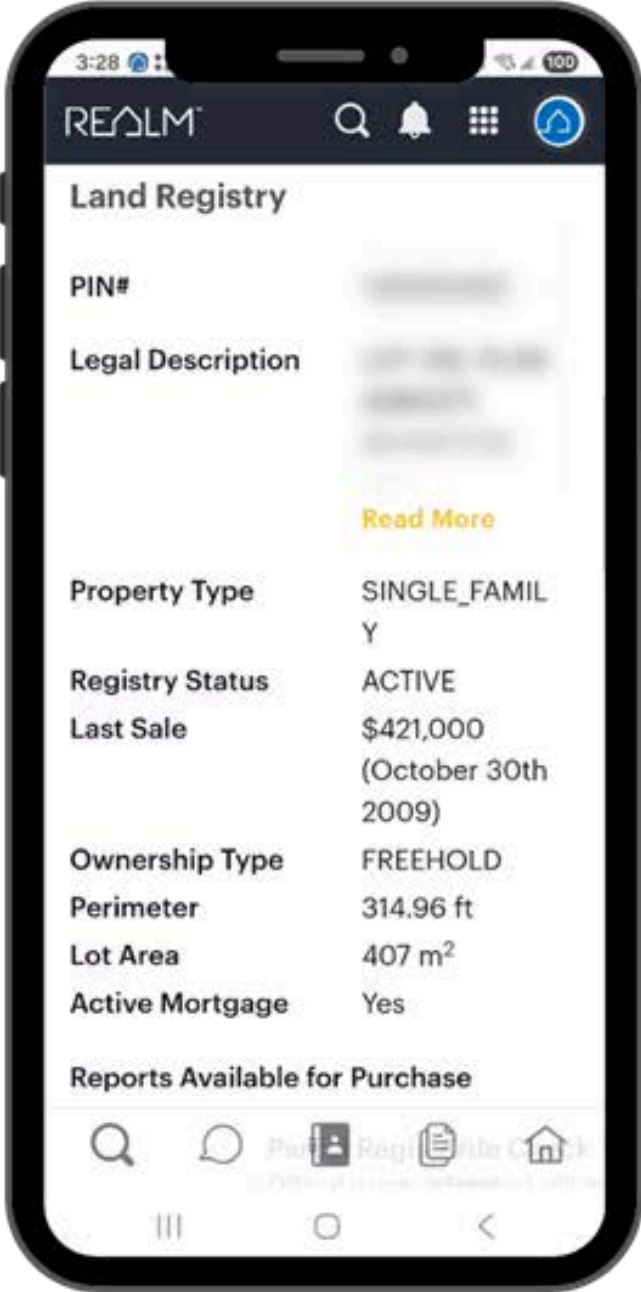 3:28
100
REALM
Land Registry
PIN#
Legal Description
Read More
Property Type SINGLE_FAMIL
Y
Registry Status ACTIVE
Last Sale $421,000
(October 30th
2009)
Ownership Type FREEHOLD
Perimeter 314.96 ft
Lot Area 407 m²
Active Mortgage Yes
Reports Available for Purchase